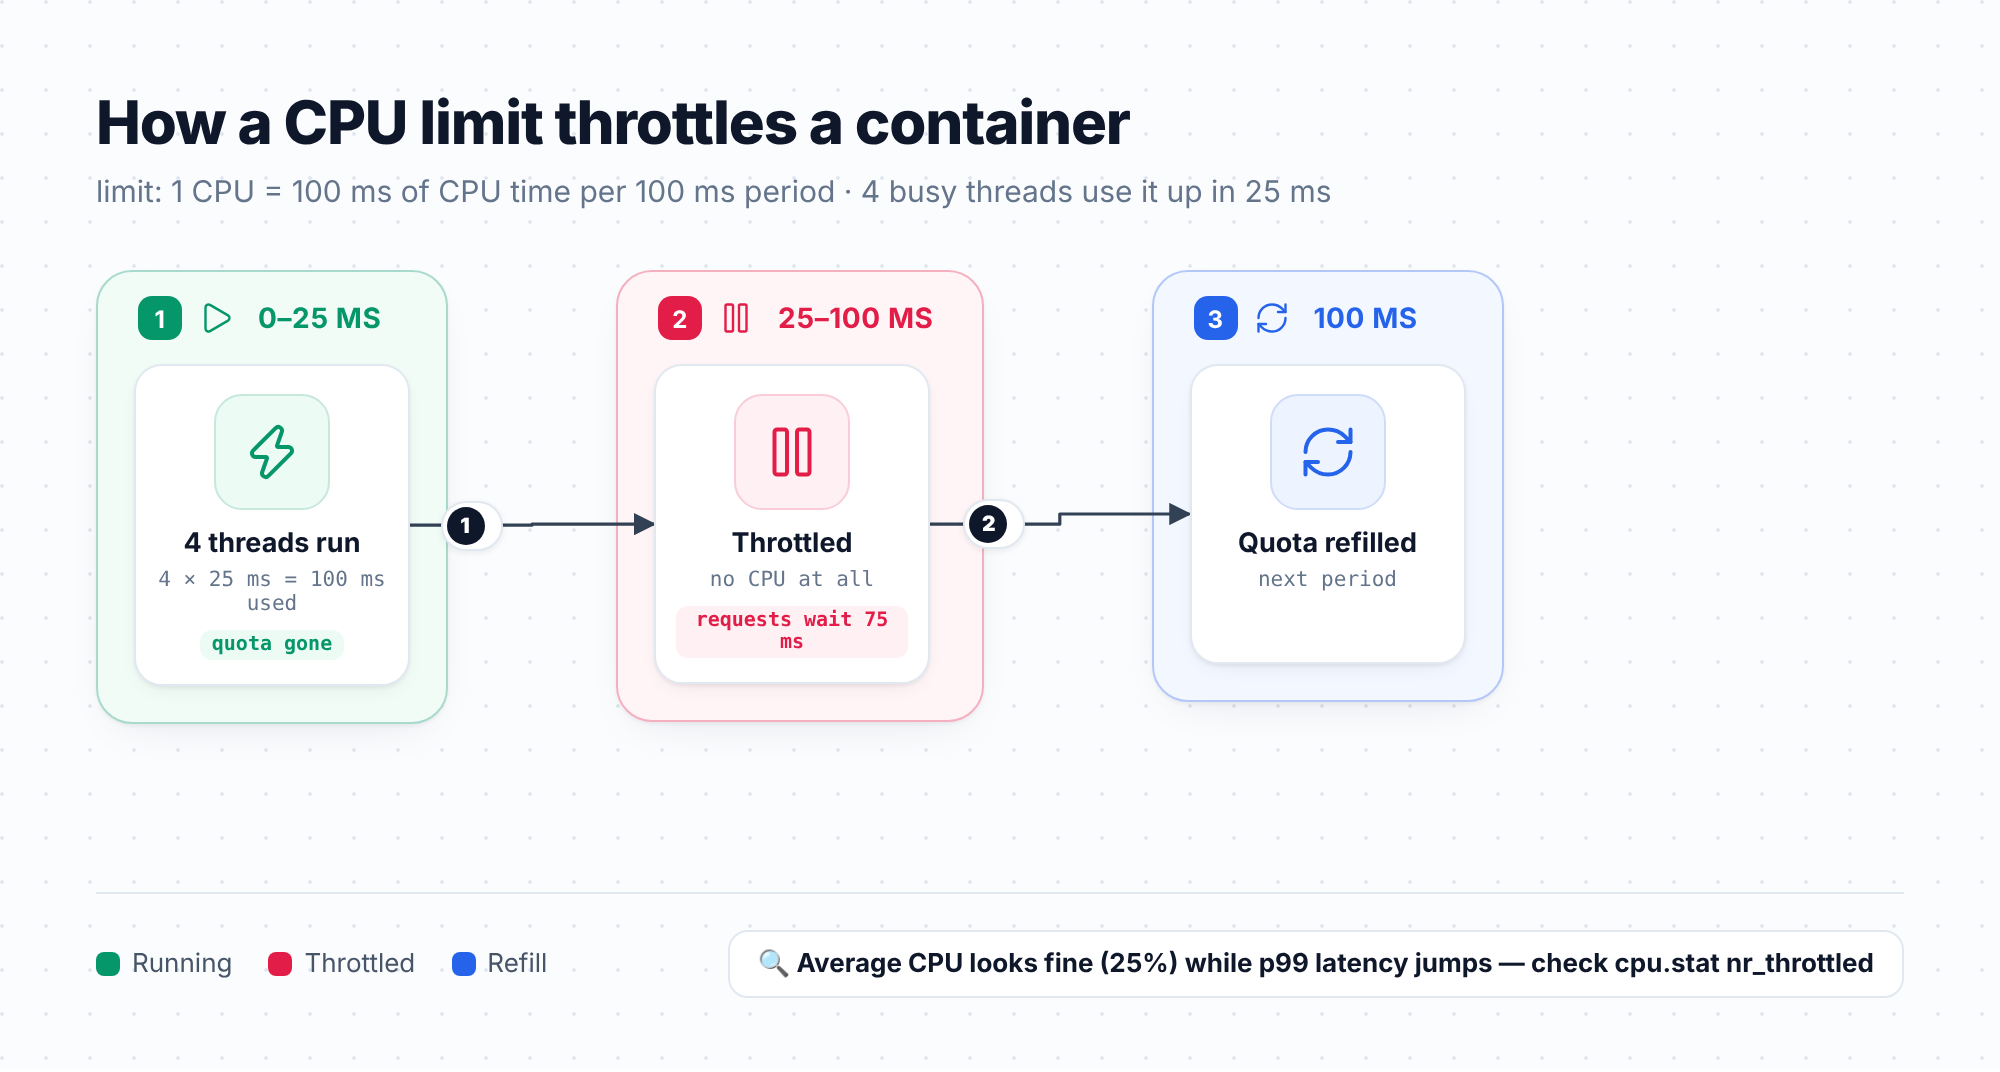 How a CPU limit throttles a container
limit: 1 CPU = 100 ms of CPU time per 100 ms period · 4 busy threads use it up in 25 ms
1 0–25 MS
4 threads run
4 × 25 ms = 100 ms
used
quota gone
1
2 25–100 MS
Throttled
no CPU at all
requests wait 75
ms
2
3 100 MS
Quota refilled
next period
Running Throttled Refill
🔍 Average CPU looks fine (25%) while p99 latency jumps — check cpu.stat nr_throttled